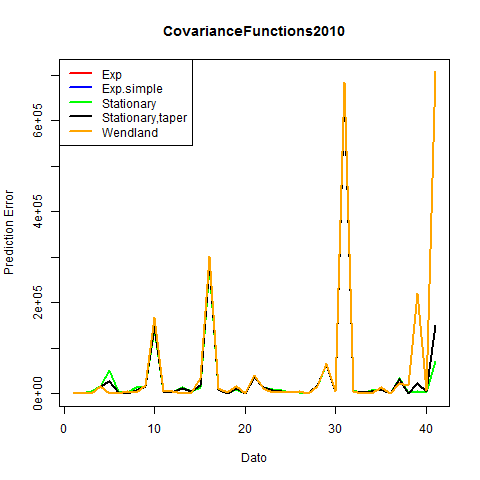 CovarianceFunctions2010
Exp
Exp.simple
Stationary
Stationary,taper
Wendland
Prediction Error
0e+00
2e+05
4e+05
6e+05
0
10
20
30
40
Dato